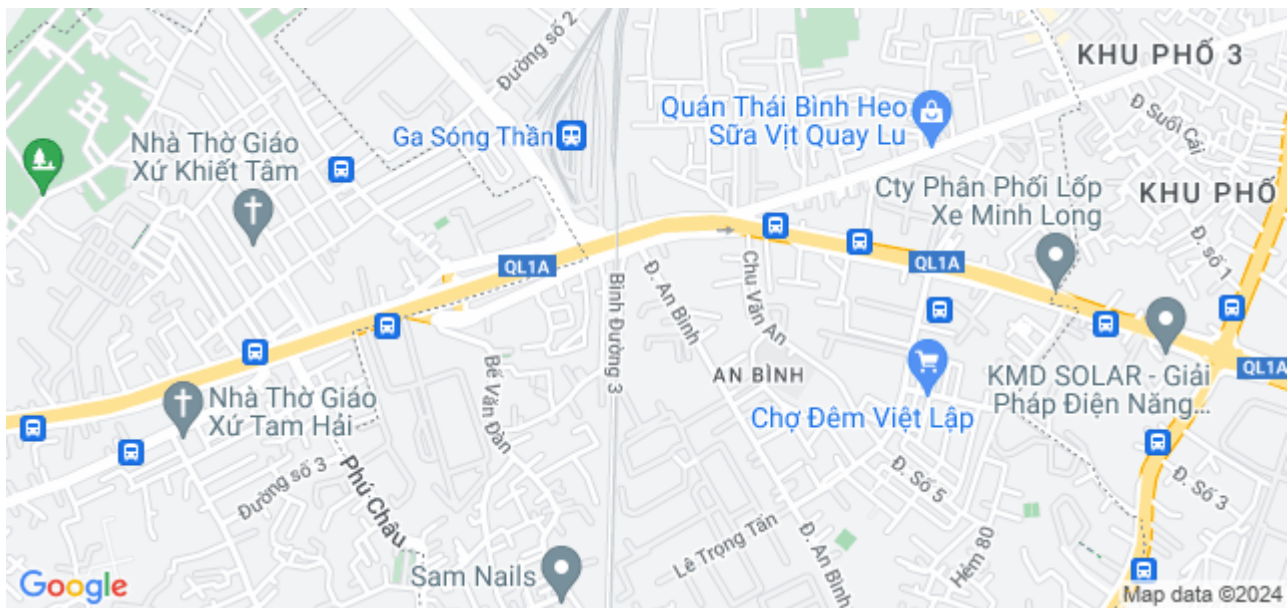 Đường số 2
KHU PHỐ 3
Quán Thái Bình Heo
Sữa Vịt Quay Lu
Đ. Suối Cái
Nhà Thờ Giáo
Xứ Khiết Tâm
Ga Sóng Thần
Cty Phân Phối Lốp
Xe Minh Long
KHU PHỐ
Đ. số 1
QL1A
QL1A
Chu Văn An
Đ. An Bình
Bình Đường 3
Bế Văn Đàn
AN BÌNH
KMD SOLAR - Giải
Pháp Điện Năng...
QL1A
Nhà Thờ Giáo
Xứ Tam Hải
Chợ Đêm Việt Lập
Đường số 3
Phú Châu
Đ. Số 5
Đ. Số 3
Lê Trọng Tấn
Đ. An Bình
Hẻm 80
Sam Nails
Google
Map data ©2024